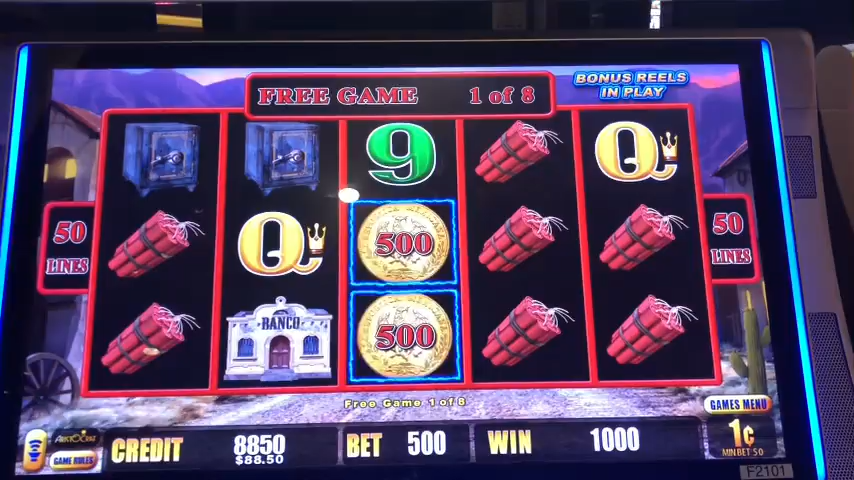 FREE GAME 1 of 8
BONUS REELS
IN PLAY
9
Q
50
LINES
Q
500
50
LINES
BANCO
500
Free Game 1 of 8
GAMES MENU
ARISTOCRAT
GAME RULES
CREDIT 8850
$88.50
BET 500
WIN 1000
1¢
MIN BET 50
F2101